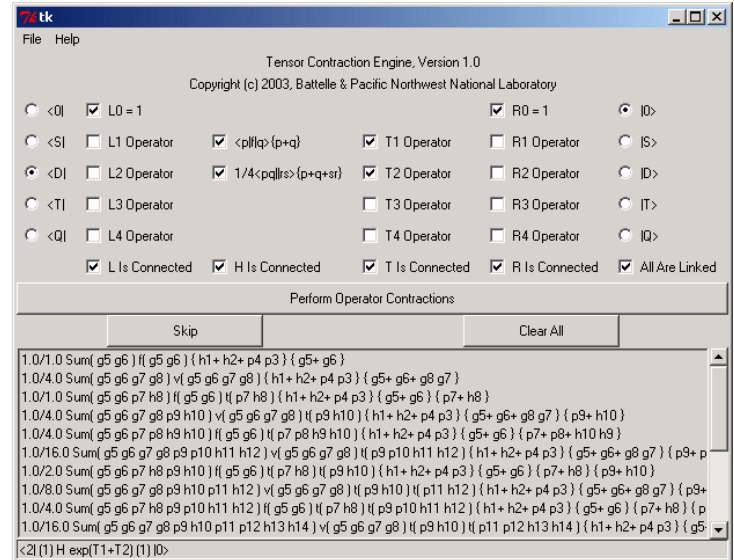 tk
File Help
Tensor Contraction Engine, Version 1.0
Copyright (c) 2003, Battelle & Pacific Northwest National Laboratory
<0| L0 = 1 R0 = 1 |0>
<S| L1 Operator <p|f|q>{p+q} T1 Operator R1 Operator |S>
<D| L2 Operator 1/4<pq||rs>{p+q+sr} T2 Operator R2 Operator |D>
<T| L3 Operator T3 Operator R3 Operator |T>
<Q| L4 Operator T4 Operator R4 Operator |Q>
L Is Connected H Is Connected T Is Connected R Is Connected All Are Linked
Perform Operator Contractions
Skip Clear All
1.0/1.0 Sum( g5 g6 ) f( g5 g6 ) { h1+ h2+ p4 p3 } { g5+ g6 }
1.0/4.0 Sum( g5 g6 g7 g8 ) v( g5 g6 g7 g8 ) { h1+ h2+ p4 p3 } { g5+ g6+ g8 g7 }
1.0/1.0 Sum( g5 g6 p7 h8 ) f( g5 g6 ) t( p7 h8 ) { h1+ h2+ p4 p3 } { g5+ g6 } { p7+ h8 }
1.0/4.0 Sum( g5 g6 g7 g8 p9 h10 ) v( g5 g6 g7 g8 ) t( p9 h10 ) { h1+ h2+ p4 p3 } { g5+ g6+ g8 g7 } { p9+ h10 }
1.0/4.0 Sum( g5 g6 p7 p8 h9 h10 ) f( g5 g6 ) t( p7 p8 h9 h10 ) { h1+ h2+ p4 p3 } { g5+ g6 } { p7+ p8+ h10 h9 }
1.0/16.0 Sum( g5 g6 g7 g8 p9 p10 h11 h12 ) v( g5 g6 g7 g8 ) t( p9 p10 h11 h12 ) { h1+ h2+ p4 p3 } { g5+ g6+ g8 g7 } { p9+ p
1.0/2.0 Sum( g5 g6 p7 h8 p9 h10 ) f( g5 g6 ) t( p7 h8 ) t( p9 h10 ) { h1+ h2+ p4 p3 } { g5+ g6 } { p7+ h8 } { p9+ h10 }
1.0/8.0 Sum( g5 g6 g7 g8 p9 h10 p11 h12 ) v( g5 g6 g7 g8 ) t( p9 h10 ) t( p11 h12 ) { h1+ h2+ p4 p3 } { g5+ g6+ g8 g7 } { p9+
1.0/4.0 Sum( g5 g6 p7 h8 p9 p10 h11 h12 ) f( g5 g6 ) t( p7 h8 ) t( p9 p10 h11 h12 ) { h1+ h2+ p4 p3 } { g5+ g6 } { p7+ h8 } { p
1.0/16.0 Sum( g5 g6 g7 g8 p9 h10 p11 p12 h13 h14 ) v( g5 g6 g7 g8 ) t( p9 h10 ) t( p11 p12 h13 h14 ) { h1+ h2+ p4 p3 } { g5-
<2| (1) H exp(T1+T2) (1) |0>